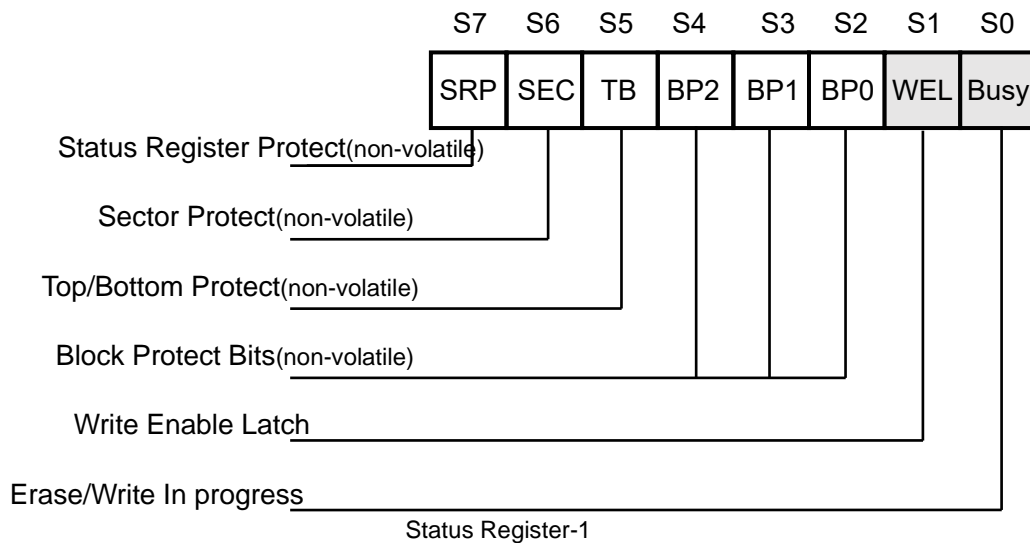 S7 S6 S5 S4 S3 S2 S1 S0
SRP SEC TB BP2 BP1 BP0 WEL Busy
Status Register Protect(non-volatile)
Sector Protect(non-volatile)
Top/Bottom Protect(non-volatile)
Block Protect Bits(non-volatile)
Write Enable Latch
Erase/Write In progress
Status Register-1